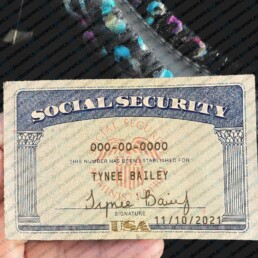 SOCIAL SECURITY
000-00-0000
THIS NUMBER HAS BEEN ESTABLISHED FOR
TYNEE BAILEY
Tynee Baily
SIGNATURE
11/10/2021
USA